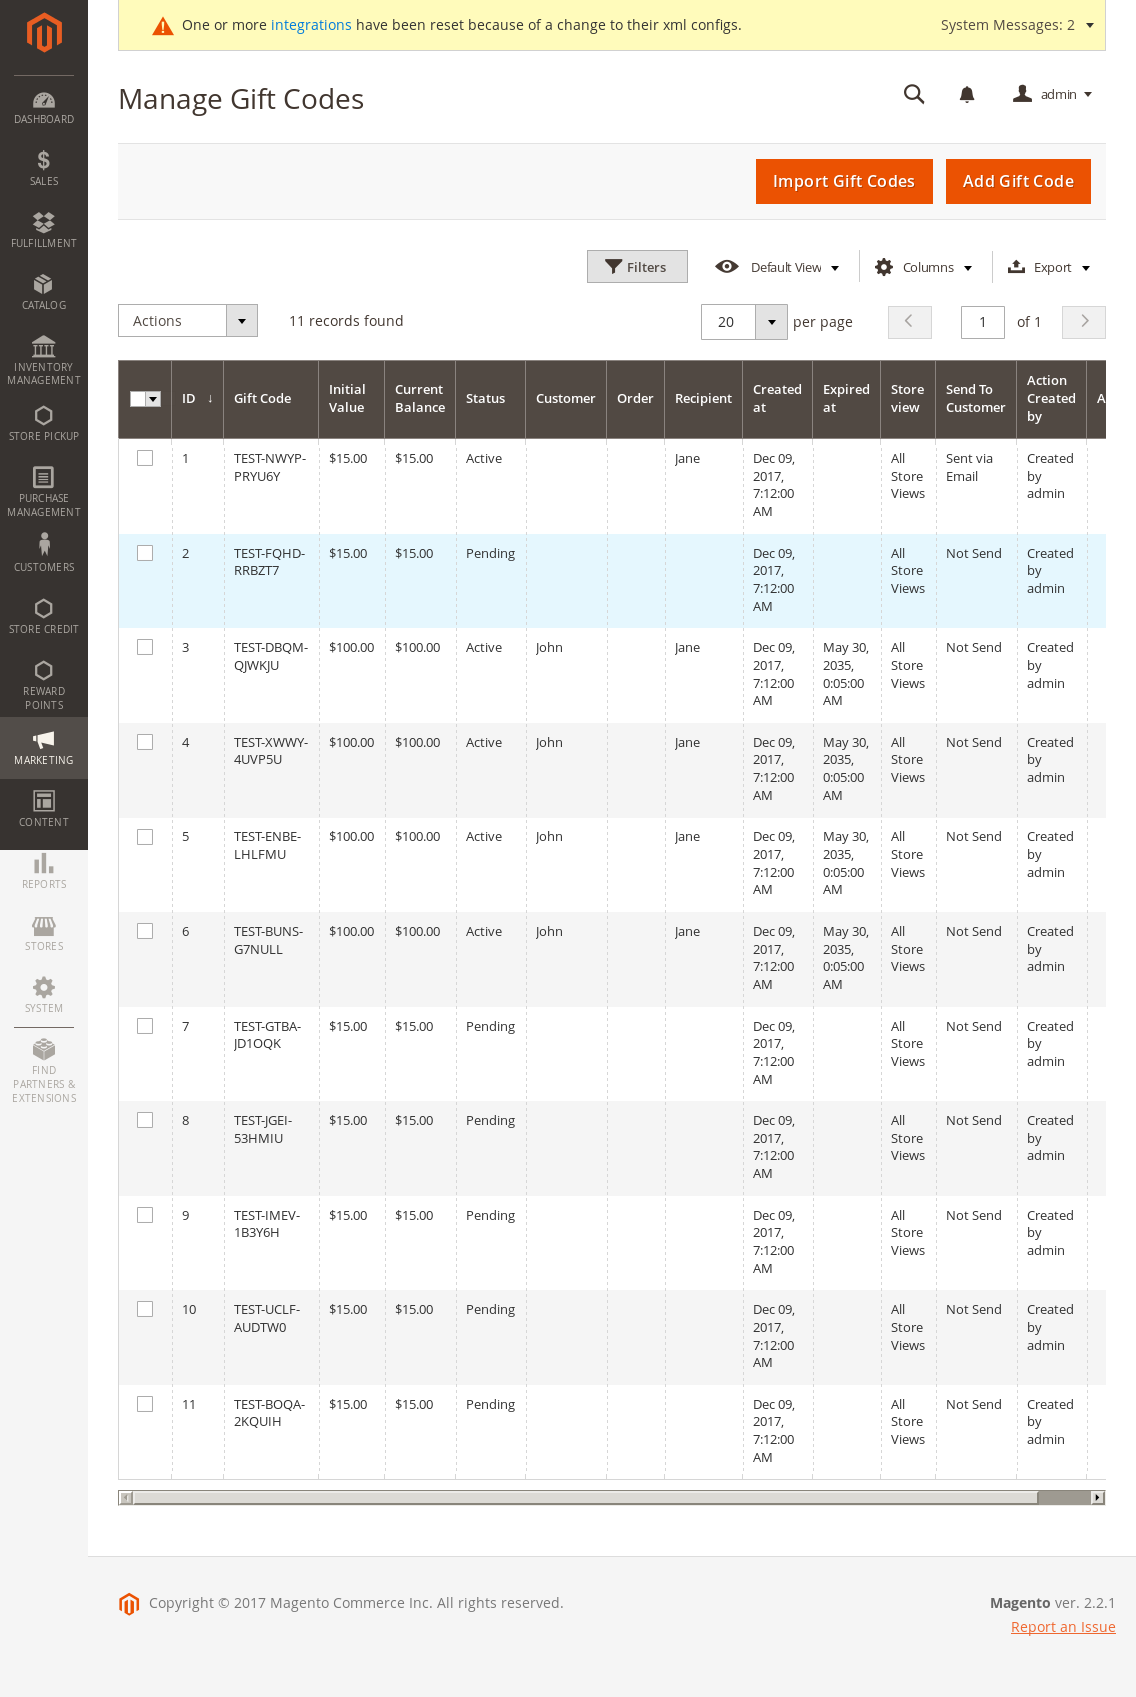 One or more integrations have been reset because of a change to their xml configs.
System Messages: 2
Manage Gift Codes
admin
Import Gift Codes
Add Gift Code
Filters
Default View
Columns
Export
Actions
11 records found
20
per page
1
of 1
DASHBOARD
SALES
FULFILLMENT
CATALOG
INVENTORY
MANAGEMENT
STORE PICKUP
PURCHASE
MANAGEMENT
CUSTOMERS
STORE CREDIT
REWARD
POINTS
MARKETING
CONTENT
REPORTS
STORES
SYSTEM
FIND
PARTNERS &
EXTENSIONS
ID ↓ Gift Code Initial Value Current Balance Status Customer Order Recipient Created at Expired at Store view Send To Customer Action Created by A
1 TEST-NWYP-PRYU6Y $15.00 $15.00 Active Jane Dec 09, 2017, 7:12:00 AM All Store Views Sent via Email Created by admin
2 TEST-FQHD-RRBZT7 $15.00 $15.00 Pending Dec 09, 2017, 7:12:00 AM All Store Views Not Send Created by admin
3 TEST-DBQM-QJWKJU $100.00 $100.00 Active John Jane Dec 09, 2017, 7:12:00 AM May 30, 2035, 0:05:00 AM All Store Views Not Send Created by admin
4 TEST-XWWY-4UVP5U $100.00 $100.00 Active John Jane Dec 09, 2017, 7:12:00 AM May 30, 2035, 0:05:00 AM All Store Views Not Send Created by admin
5 TEST-ENBE-LHLFMU $100.00 $100.00 Active John Jane Dec 09, 2017, 7:12:00 AM May 30, 2035, 0:05:00 AM All Store Views Not Send Created by admin
6 TEST-BUNS-G7NULL $100.00 $100.00 Active John Jane Dec 09, 2017, 7:12:00 AM May 30, 2035, 0:05:00 AM All Store Views Not Send Created by admin
7 TEST-GTBA-JD1OQK $15.00 $15.00 Pending Dec 09, 2017, 7:12:00 AM All Store Views Not Send Created by admin
8 TEST-JGEI-53HMIU $15.00 $15.00 Pending Dec 09, 2017, 7:12:00 AM All Store Views Not Send Created by admin
9 TEST-IMEV-1B3Y6H $15.00 $15.00 Pending Dec 09, 2017, 7:12:00 AM All Store Views Not Send Created by admin
10 TEST-UCLF-AUDTW0 $15.00 $15.00 Pending Dec 09, 2017, 7:12:00 AM All Store Views Not Send Created by admin
11 TEST-BOQA-2KQUIH $15.00 $15.00 Pending Dec 09, 2017, 7:12:00 AM All Store Views Not Send Created by admin
Copyright © 2017 Magento Commerce Inc. All rights reserved.
Magento ver. 2.2.1
Report an Issue